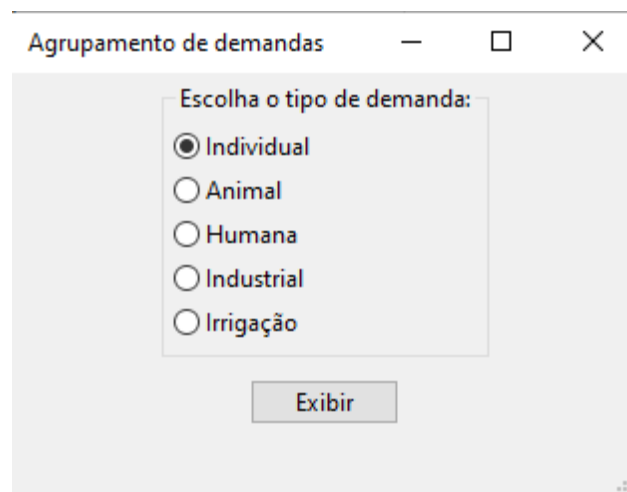 Agrupamento de demandas
Escolha o tipo de demanda:
Individual
Animal
Humana
Industrial
Irrigação
Exibir